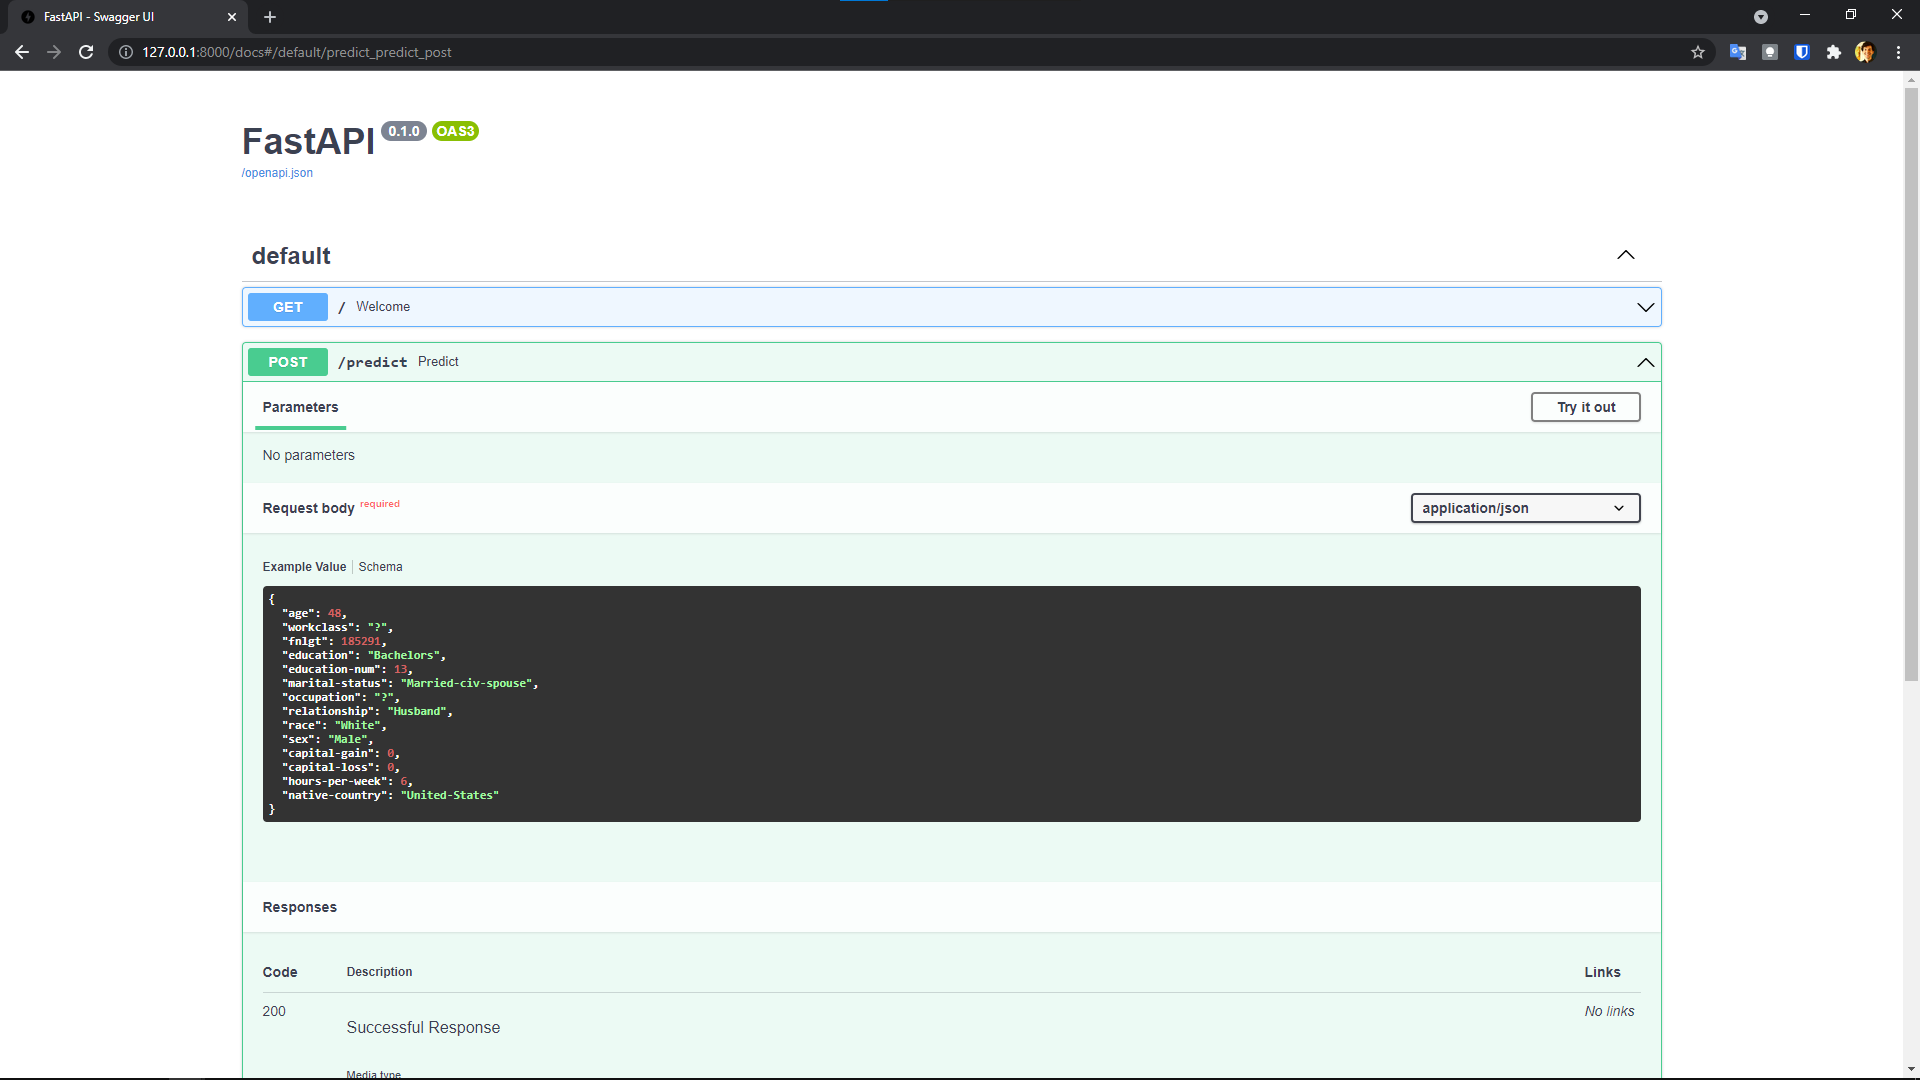 FastAPI - Swagger UI
127.0.0.1:8000/docs#/default/predict_predict_post
FastAPI 0.1.0 OAS3
/openapi.json
default
GET / Welcome
POST /predict Predict
Parameters
Try it out
No parameters
Request body required
application/json
Example Value Schema
{
"age": 48,
"workclass": "?",
"fnlgt": 185291,
"education": "Bachelors",
"education-num": 13,
"marital-status": "Married-civ-spouse",
"occupation": "?",
"relationship": "Husband",
"race": "White",
"sex": "Male",
"capital-gain": 0,
"capital-loss": 0,
"hours-per-week": 6,
"native-country": "United-States"
}
Responses
Code Description Links
200 No links
Successful Response
Media type